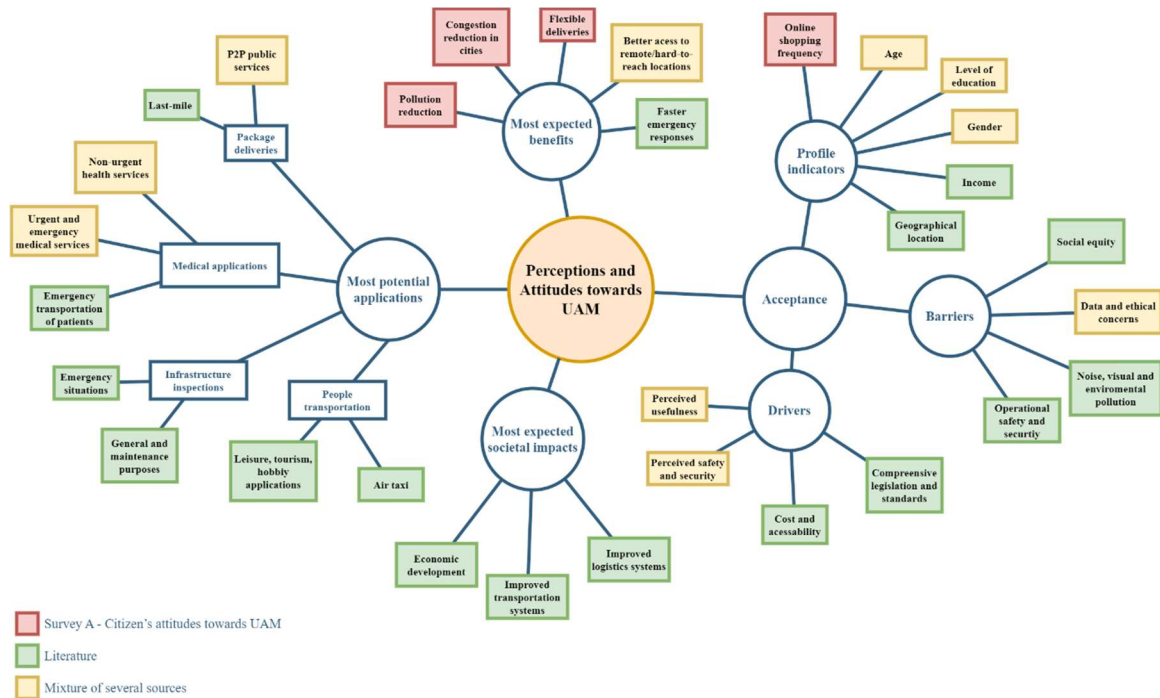 P2P public
services
Last-mile
Package
deliveries
Non-urgent
health services
Urgent and
emergency
medical services
Medical applications
Emergency
transportation
of patients
Most potential
applications
Infrastructure
inspections
Emergency
situations
General and
maintenance
purposes
People
transportation
Leisure, tourism,
hobbiy
applications
Air taxi
Congestion
reduction in
cities
Flexible
deliveries
Better acess to
remote/hard-to-
reach locations
Pollution
reduction
Faster
emergency
responses
Most expected
benefits
Perceptions and
Attitudes towards
UAM
Most expected
societal impacts
Economic
development
Improved
transportation
systems
Improved
logistics systems
Online
shopping
frequency
Age
Level of
education
Gender
Income
Geographical
location
Profile
indicators
Acceptance
Barriers
Social equity
Data and ethical
concerns
Noise, visual and
enviromental
pollution
Operational
safety and
securtiy
Drivers
Perceived
usefulness
Perceived safety
and security
Cost and
acessability
Compreensive
legislation and
standards
Survey A - Citizen's attitudes towards UAM
Literature
Mixture of several sources